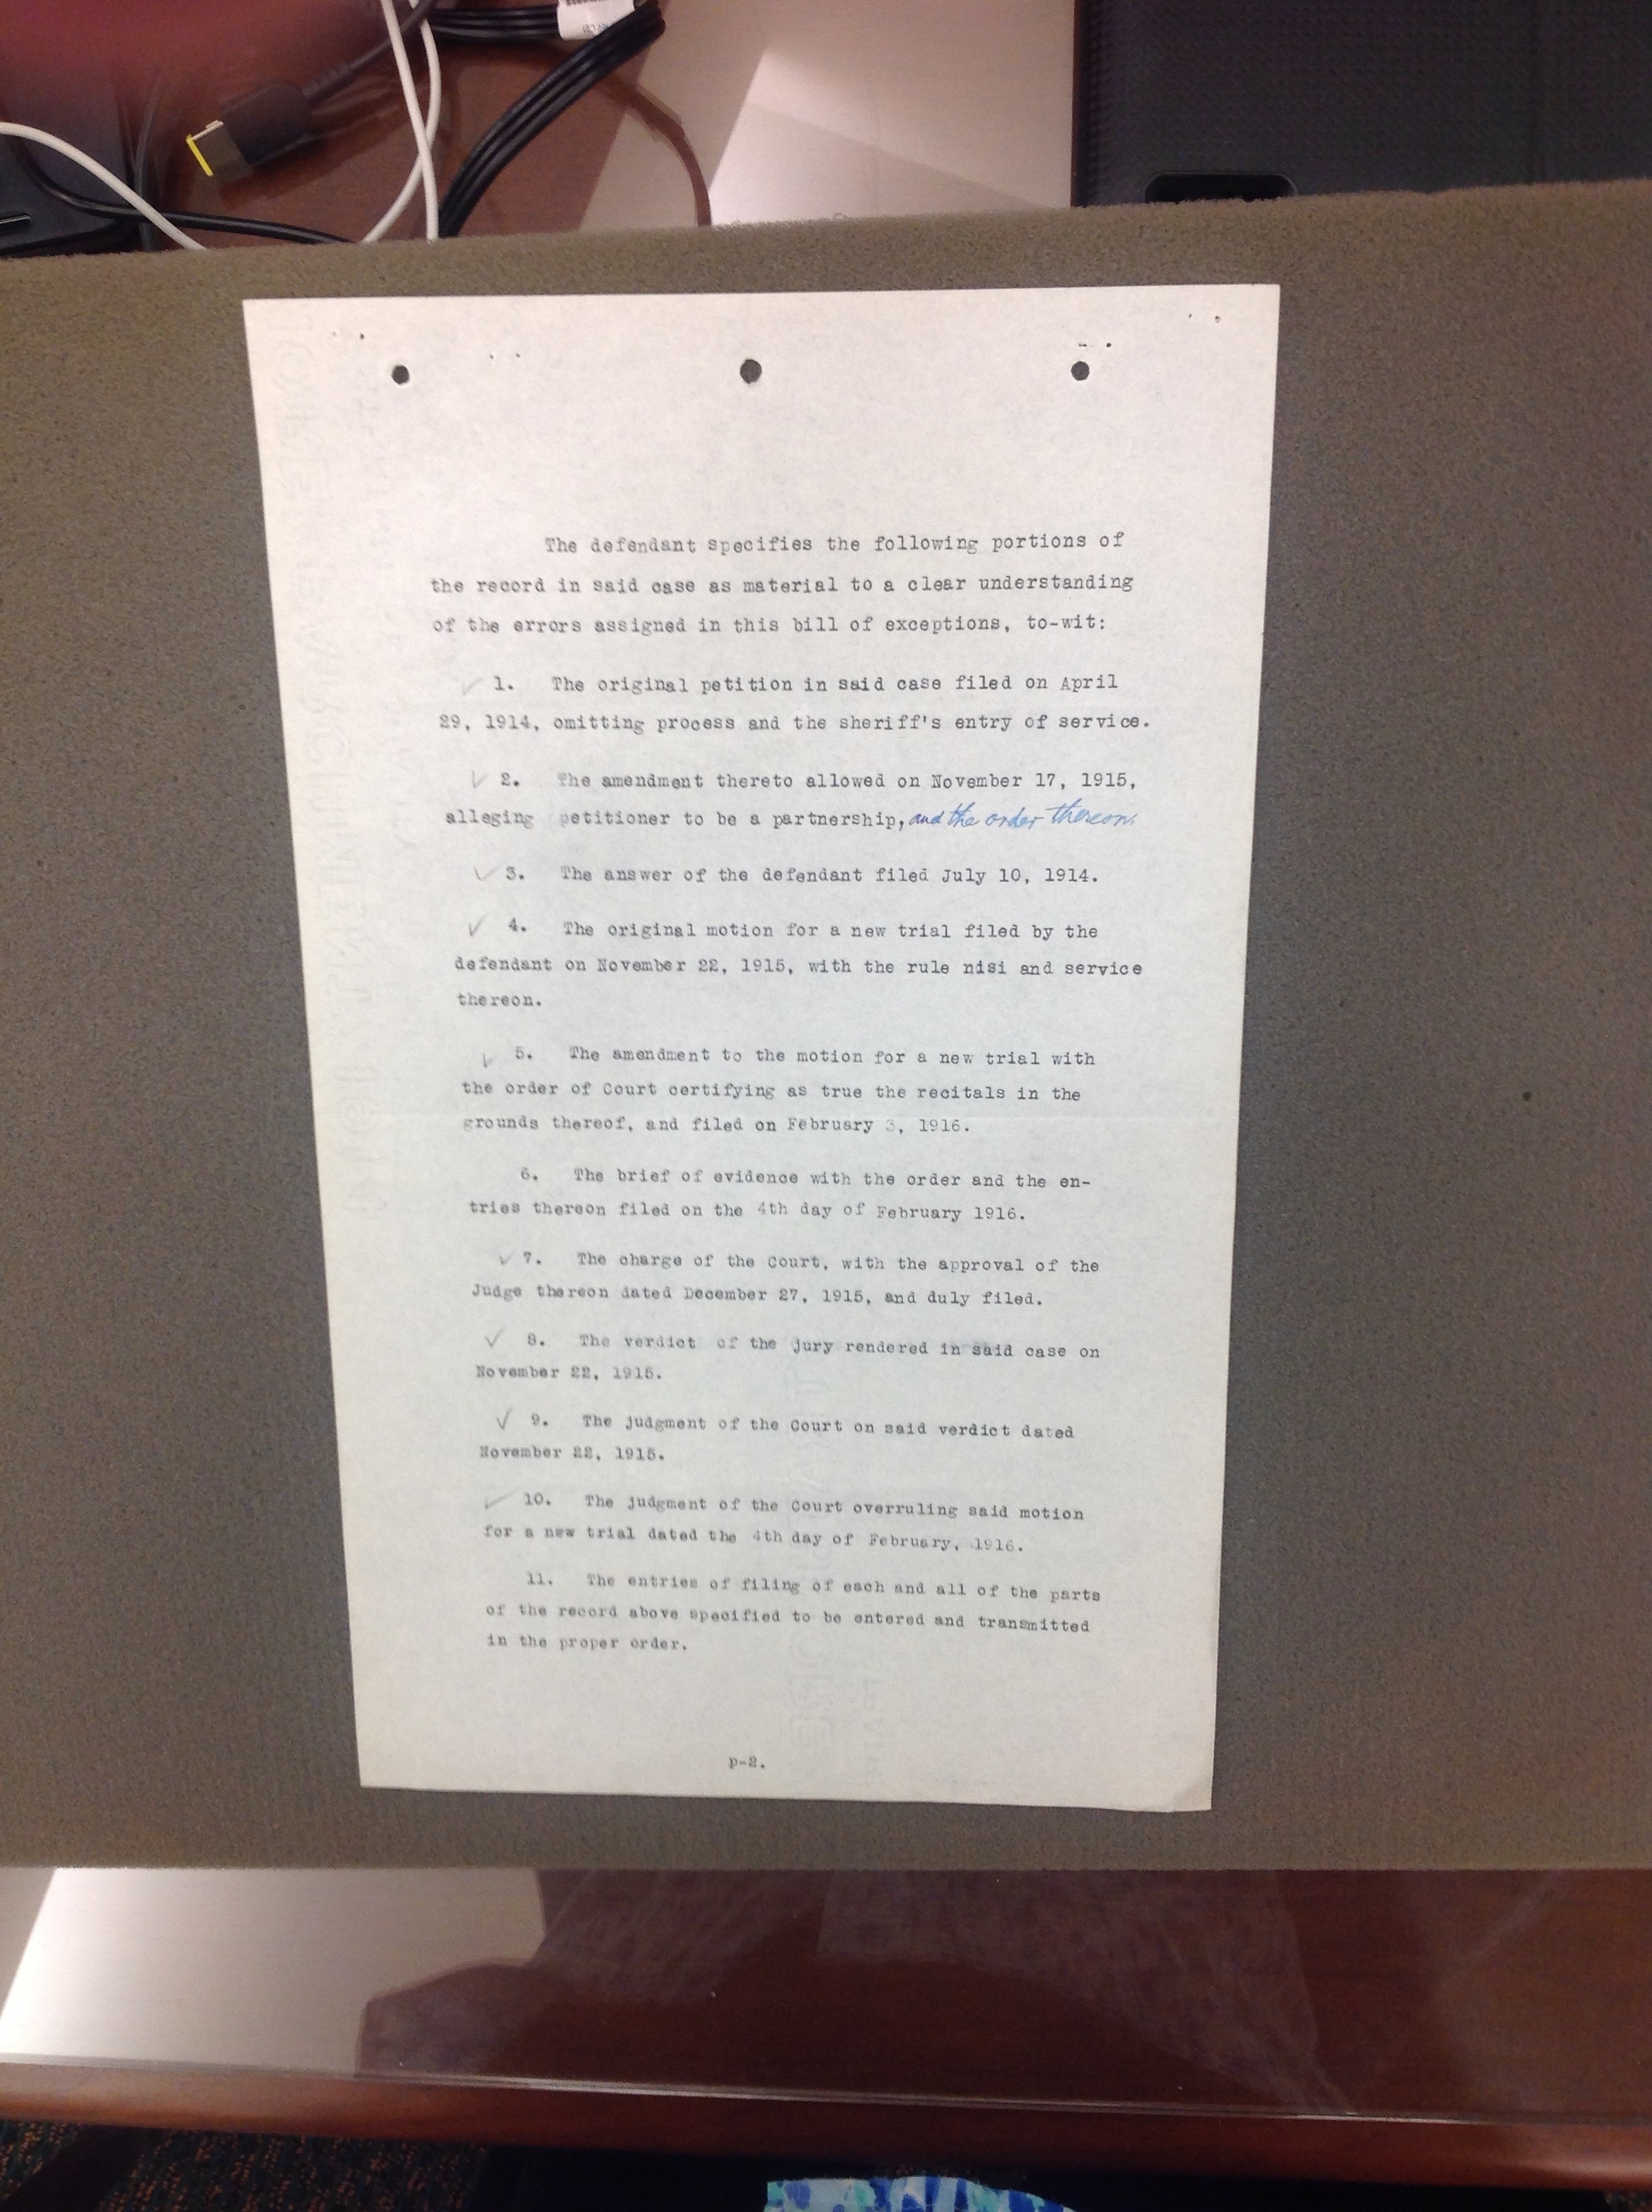 The defendant specifies the following portions of
the record in said case as material to a clear understanding
of the errors assigned in this bill of exceptions, to-wit:
1. The original petition in said case filed on April
29, 1914, omitting process and the sheriff's entry of service.
2. The amendment thereto allowed on November 17, 1915,
alleging petitioner to be a partnership, and the order thereon.
3. The answer of the defendant filed July 10, 1914.
4. The original motion for a new trial filed by the
defendant on November 22, 1915, with the rule nisi and service
thereon.
5. The amendment to the motion for a new trial with
the order of Court certifying as true the recitals in the
grounds thereof, and filed on February 3, 1916.
6. The brief of evidence with the order and the en-
tries thereon filed on the 4th day of February 1916.
7. The charge of the Court, with the approval of the
Judge thereon dated December 27, 1915, and duly filed.
8. The verdict of the jury rendered in said case on
November 22, 1915.
9. The judgment of the Court on said verdict dated
November 22, 1915.
10. The judgment of the Court overruling said motion
for a new trial dated the 4th day of February, 1916.
11. The entries of filing of each and all of the parts
of the record above specified to be entered and transmitted
in the proper order.
p-2.